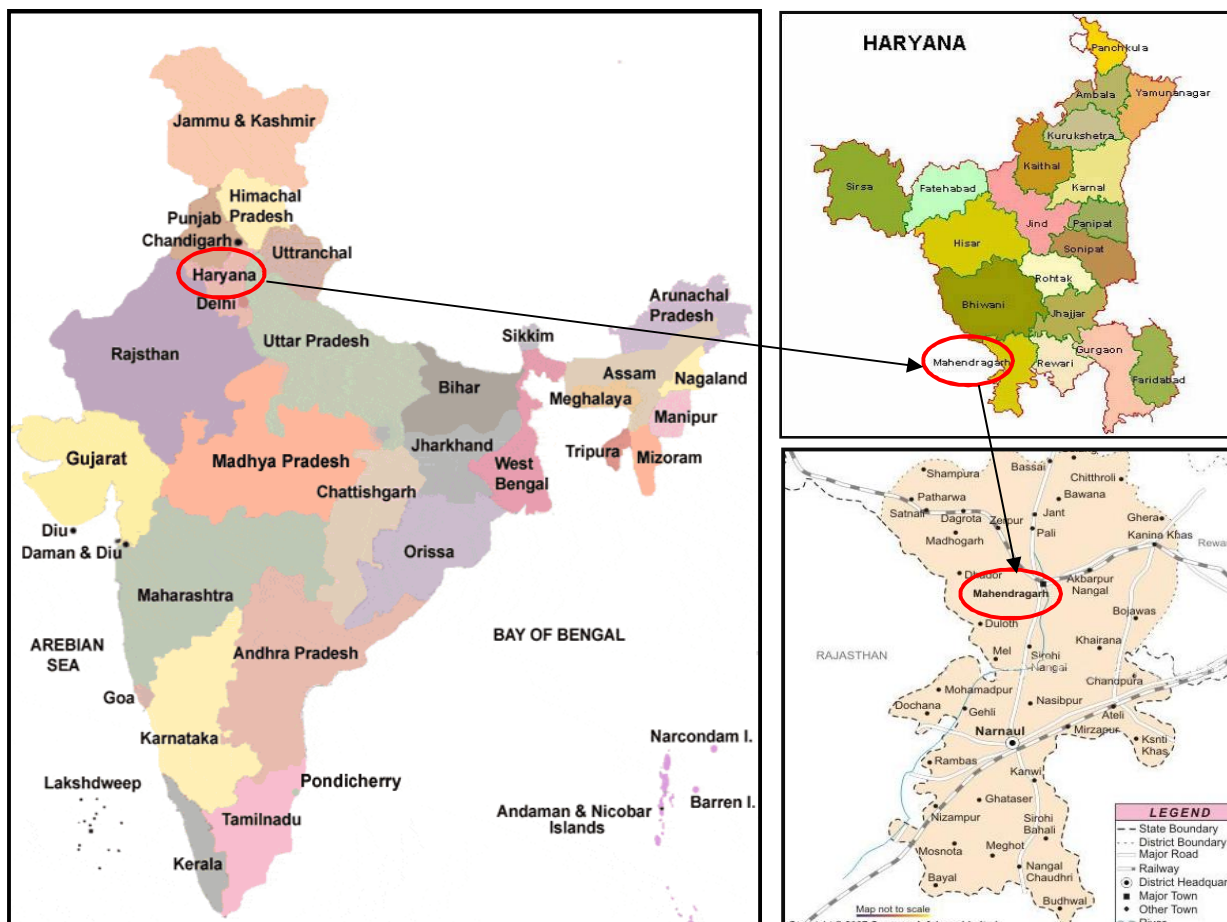 Jammu & Kashmir
Himachal
Pradesh
Punjab
Chandigarh
Uttranchal
Haryana
Delhi
Arunachal
Pradesh
Sikkim
Rajsthan
Uttar Pradesh
Assam
Nagaland
Bihar
Meghalaya
Manipur
Jharkhand
Tripura
Mizoram
Gujarat
Madhya Pradesh
West
Bengal
Chattishgarh
Diu
Daman & Diu
Orissa
Maharashtra
BAY OF BENGAL
AREBIAN
SEA
Andhra Pradesh
Goa
Karnataka
Narcondam I.
Lakshdweep
Pondicherry
Barren I.
Andaman & Nicobar
Islands
Tamilnadu
Kerala
HARYANA
Panchkula
Ambala
Yamunanagar
Kurukshetra
Kaithal
Karnal
Sirsa
Fatehabad
Jind
Panipat
Hisar
Sonipat
Rohtak
Bhiwani
Jhajjar
Mahendragarh
Rewari
Gurgaon
Faridabad
Shampura
Bassai
Chitthroli
Patharwa
Bawana
Satnali
Dagrota
Zerpur
Jant
Ghera
Madhogarh
Pali
Kanina Khas
Rewa
Dhador
Akbarpur
Nangal
Mahendragarh
Bojawas
Duloth
Khairana
RAJASTHAN
Mel
Sirohi
Nangal
Chandpura
Mohamadpur
Nasibpur
Dochana
Gehli
Ateli
Narnaul
Mirzapur
Ksnti
Khas
Rambas
Kanwi
Ghataser
Nizampur
Sirohi
Bahali
Mosnota
Meghot
Nangal
Chaudhri
Bayal
Budhwal
Map not to scale
LEGEND
State Boundary
District Boundary
Major Road
Railway
District Headquar
Major Town
Other Town